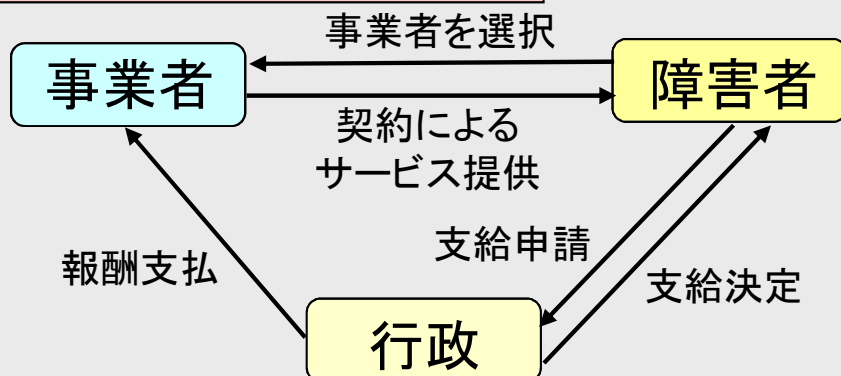 事業者を選択
事業者
障害者
契約による
サービス提供
支給申請
報酬支払
支給決定
行政